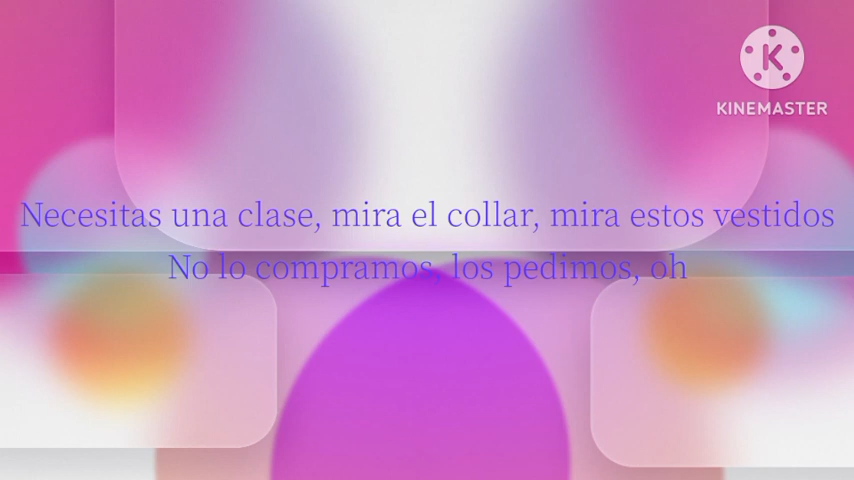 KINEMASTER
Necesitas una clase, mira el collar, mira estos vestidos
No lo compramos, los pedimos, oh